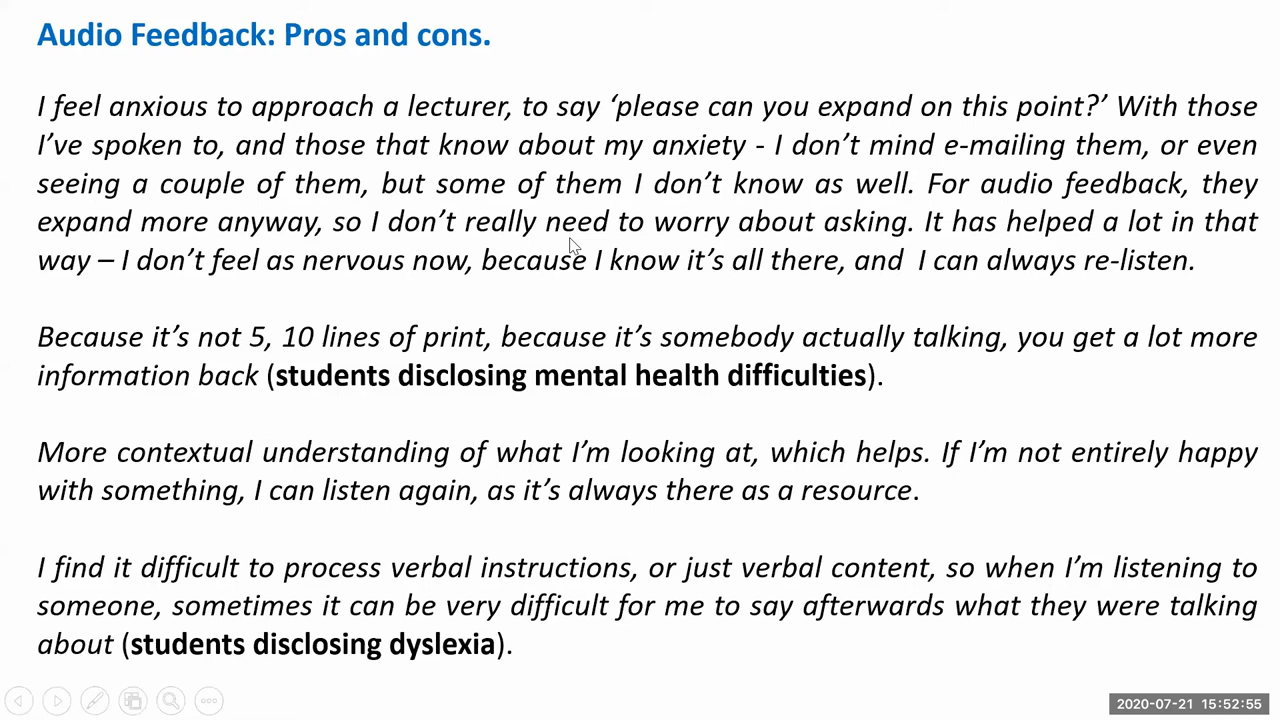 Audio Feedback: Pros and cons.
I feel anxious to approach a lecturer, to say ‘please can you expand on this point?’ With those
I’ve spoken to, and those that know about my anxiety - I don’t mind e-mailing them, or even
seeing a couple of them, but some of them I don’t know as well. For audio feedback, they
expand more anyway, so I don’t really need to worry about asking. It has helped a lot in that
way – I don’t feel as nervous now, because I know it’s all there, and  I can always re-listen.
Because it’s not 5, 10 lines of print, because it’s somebody actually talking, you get a lot more
information back (students disclosing mental health difficulties).
More contextual understanding of what I’m looking at, which helps. If I’m not entirely happy
with something, I can listen again, as it’s always there as a resource.
I find it difficult to process verbal instructions, or just verbal content, so when I’m listening to
someone, sometimes it can be very difficult for me to say afterwards what they were talking
about (students disclosing dyslexia).
2020-07-21 15:52:55